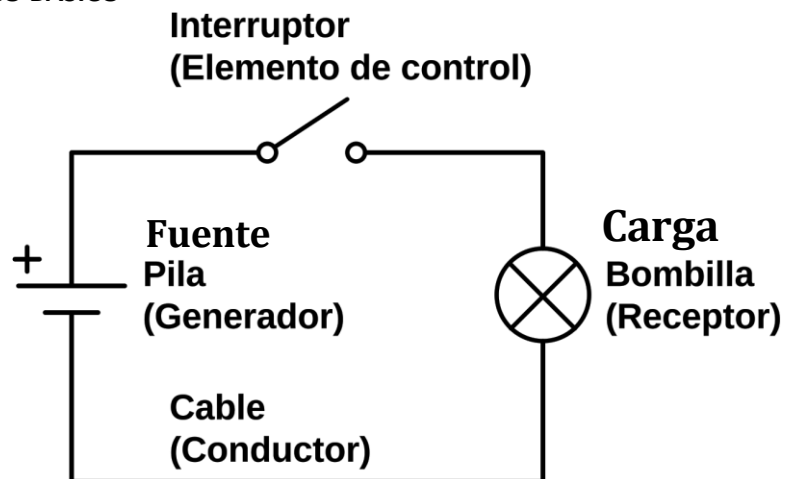 Interruptor
(Elemento de control)
Fuente
Pila
(Generador)
+
Carga
Bombilla
(Receptor)
Cable
(Conductor)